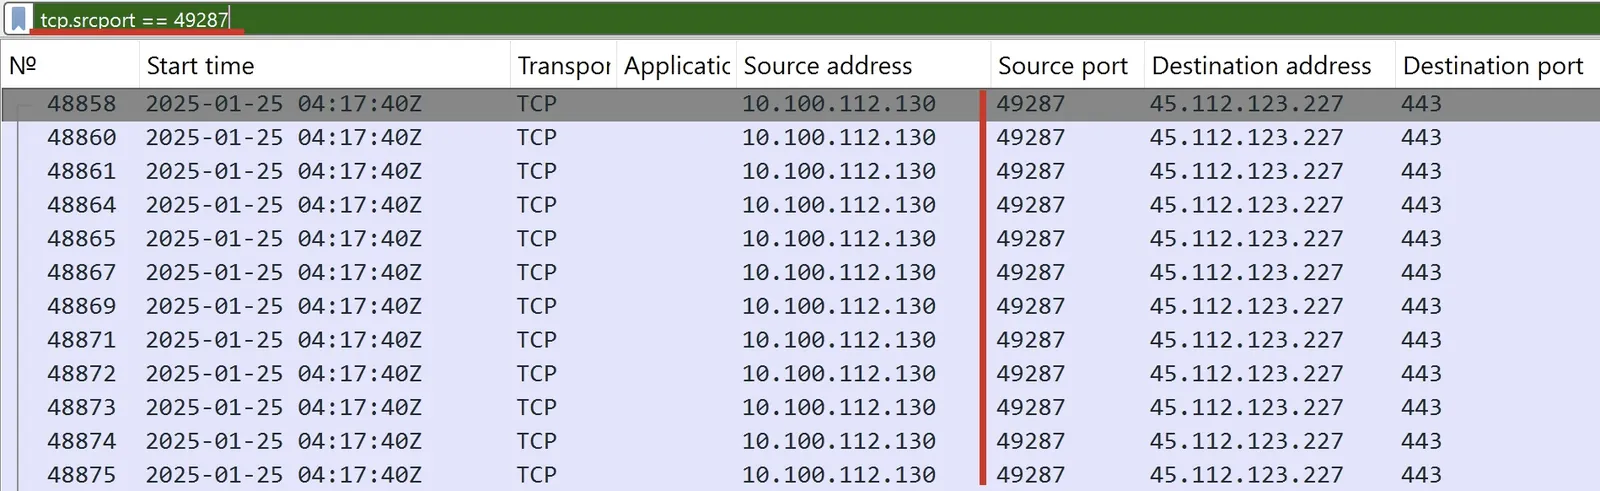 tcp.srcport == 49287
№ Start time Transpor Applicatic Source address Source port Destination address Destination port
48858 2025-01-25 04:17:40Z TCP 10.100.112.130 49287 45.112.123.227 443
48860 2025-01-25 04:17:40Z TCP 10.100.112.130 49287 45.112.123.227 443
48861 2025-01-25 04:17:40Z TCP 10.100.112.130 49287 45.112.123.227 443
48864 2025-01-25 04:17:40Z TCP 10.100.112.130 49287 45.112.123.227 443
48865 2025-01-25 04:17:40Z TCP 10.100.112.130 49287 45.112.123.227 443
48867 2025-01-25 04:17:40Z TCP 10.100.112.130 49287 45.112.123.227 443
48869 2025-01-25 04:17:40Z TCP 10.100.112.130 49287 45.112.123.227 443
48871 2025-01-25 04:17:40Z TCP 10.100.112.130 49287 45.112.123.227 443
48872 2025-01-25 04:17:40Z TCP 10.100.112.130 49287 45.112.123.227 443
48873 2025-01-25 04:17:40Z TCP 10.100.112.130 49287 45.112.123.227 443
48874 2025-01-25 04:17:40Z TCP 10.100.112.130 49287 45.112.123.227 443
48875 2025-01-25 04:17:40Z TCP 10.100.112.130 49287 45.112.123.227 443